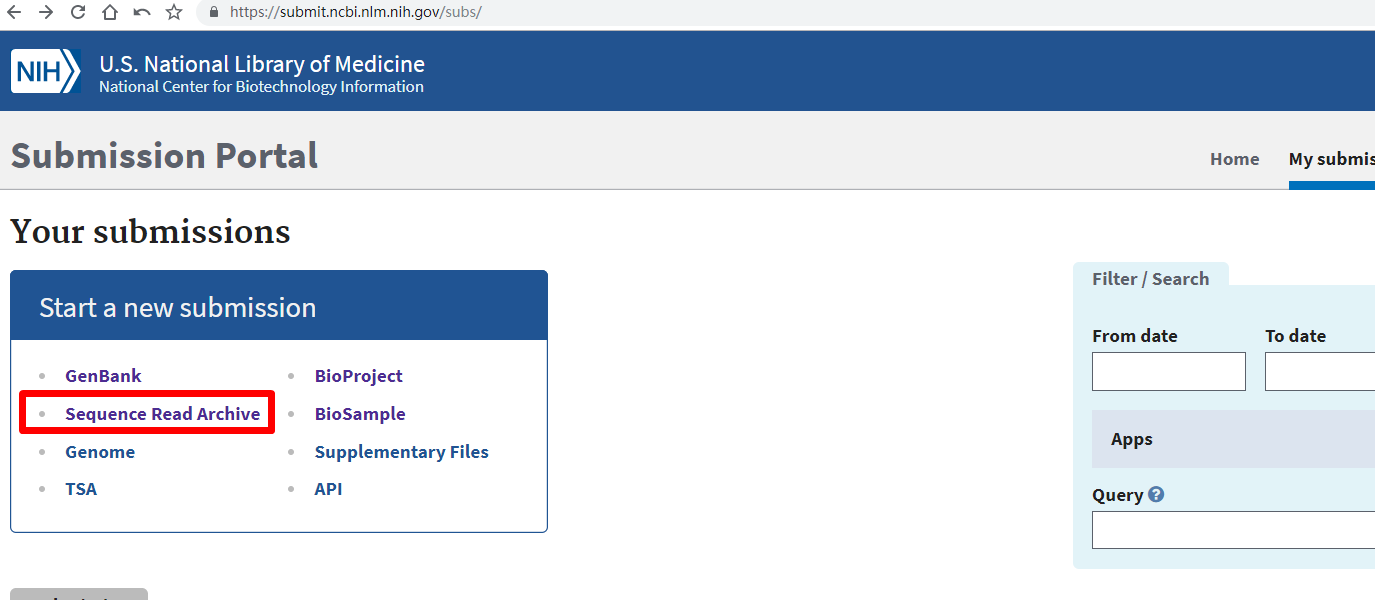 https://submit.ncbi.nlm.nih.gov/subs/
NIH
U.S. National Library of Medicine
National Center for Biotechnology Information
Submission Portal
Home
My submis
Your submissions
Start a new submission
GenBank
BioProject
Sequence Read Archive
BioSample
Genome
Supplementary Files
TSA
API
Filter / Search
From date
To date
Apps
Query ?